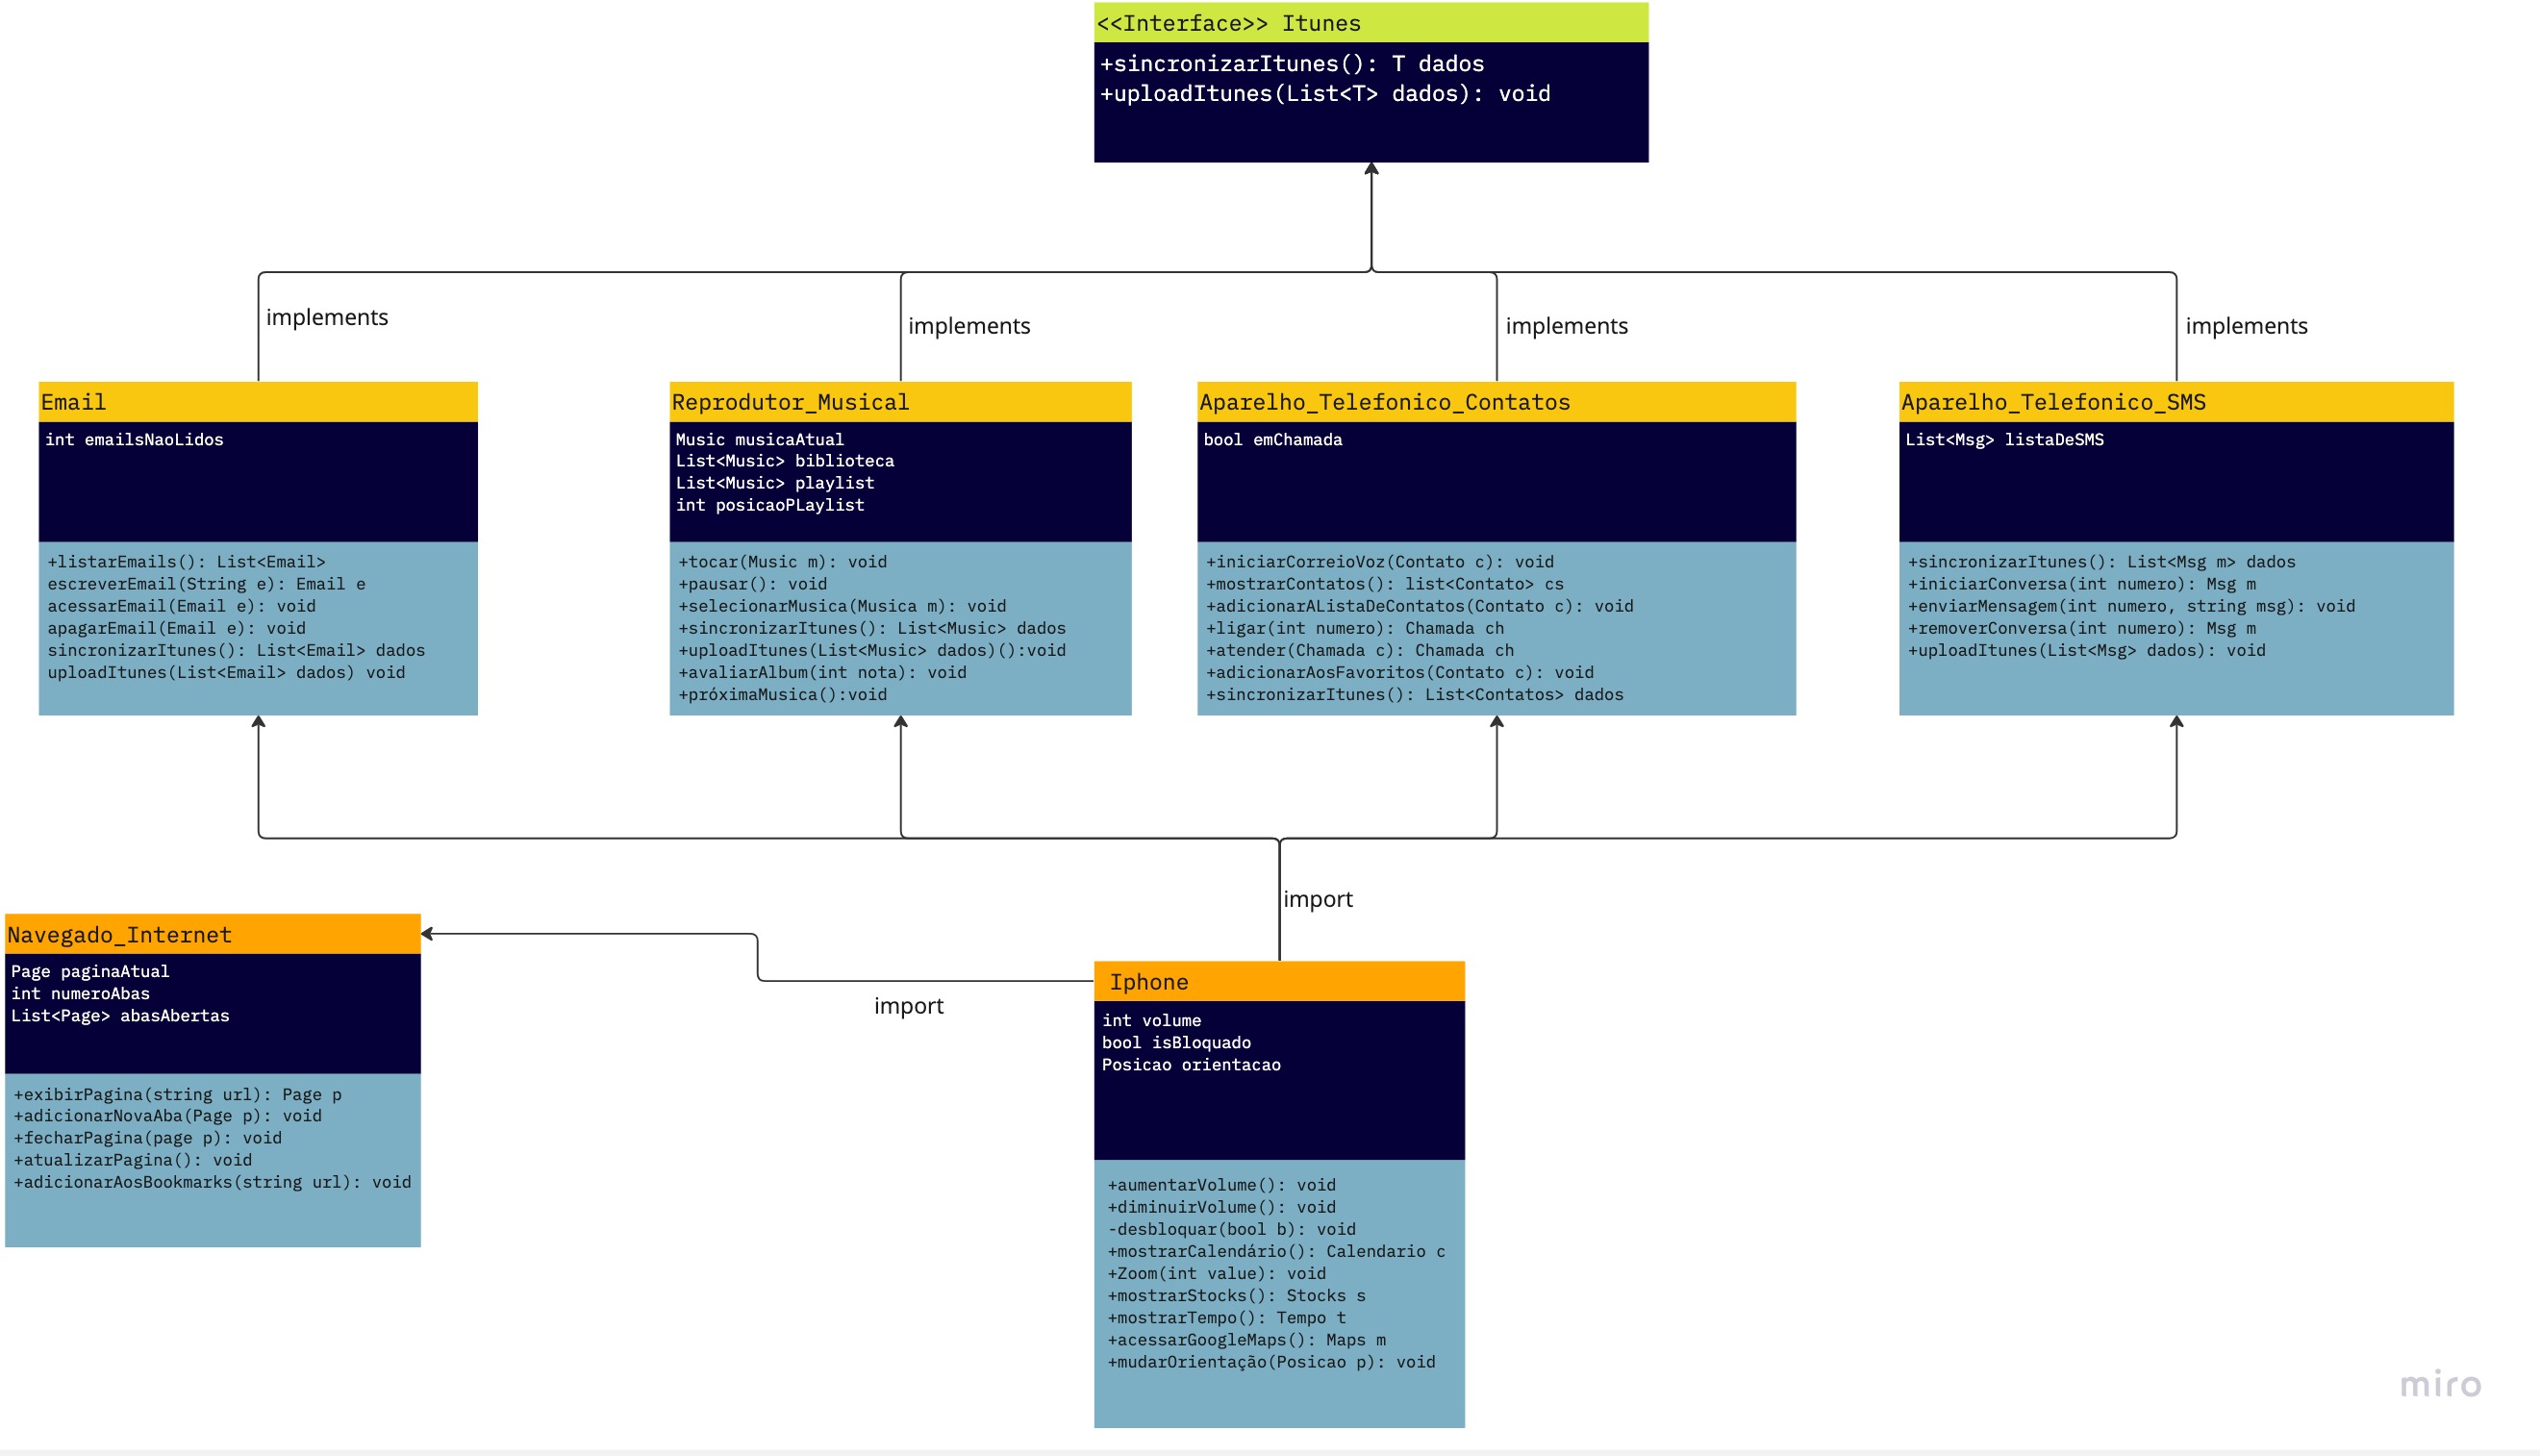 <<Interface>> Itunes
+sincronizarItunes(): T dados
+uploadItunes(List<T> dados): void
implements
implements
implements
implements
Email
int emailsNaoLidos
+listarEmails(): List<Email>
escreverEmail(String e): Email e
acessarEmail(Email e): void
apagarEmail(Email e): void
sincronizarItunes(): List<Email> dados
uploadItunes(List<Email> dados) void
Reprodutor_Musical
Music musicaAtual
List<Music> biblioteca
List<Music> playlist
int posicaoPLaylist
+tocar(Music m): void
+pausar(): void
+selecionarMusica(Musica m): void
+sincronizarItunes(): List<Music> dados
+uploadItunes(List<Music> dados)():void
+avaliarAlbum(int nota): void
+próximaMusica():void
Aparelho_Telefonico_Contatos
bool emChamada
+iniciarCorreioVoz(Contato c): void
+mostrarContatos(): list<Contato> cs
+adicionarAListaDeContatos(Contato c): void
+ligar(int numero): Chamada ch
+atender(Chamada c): Chamada ch
+adicionarAosFavoritos(Contato c): void
+sincronizarItunes(): List<Contatos> dados
Aparelho_Telefonico_SMS
List<Msg> listaDeSMS
+sincronizarItunes(): List<Msg m> dados
+iniciarConversa(int numero): Msg m
+enviarMensagem(int numero, string msg): void
+removerConversa(int numero): Msg m
+uploadItunes(List<Msg> dados): void
import
Navegado_Internet
Page paginaAtual
int numeroAbas
List<Page> abasAbertas
+exibirPagina(string url): Page p
+adicionarNovaAba(Page p): void
+fecharPagina(page p): void
+atualizarPagina(): void
+adicionarAosBookmarks(string url): void
import
Iphone
int volume
bool isBloquado
Posicao orientacao
+aumentarVolume(): void
+diminuirVolume(): void
-desbloquar(bool b): void
+mostrarCalendário(): Calendario c
+Zoom(int value): void
+mostrarStocks(): Stocks s
+mostrarTempo(): Tempo t
+acessarGoogleMaps(): Maps m
+mudarOrientação(Posicao p): void
miro